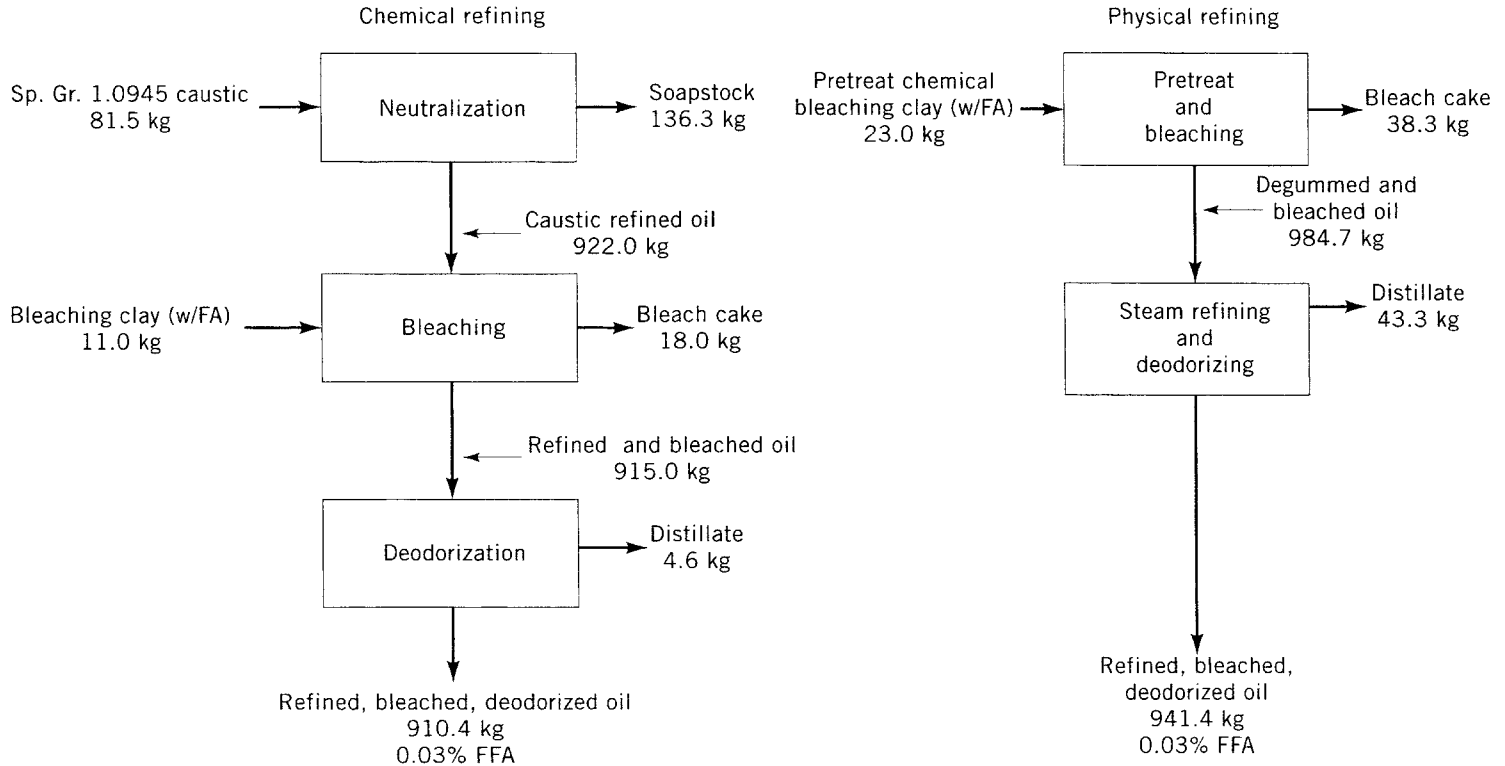 Chemical refining
Sp. Gr. 1.0945 caustic
81.5 kg
Neutralization
Soapstock
136.3 kg
Caustic refined oil
922.0 kg
Bleaching clay (w/FA)
11.0 kg
Bleaching
Bleach cake
18.0 kg
Refined and bleached oil
915.0 kg
Deodorization
Distillate
4.6 kg
Refined, bleached, deodorized oil
910.4 kg
0.03% FFA
Physical refining
Pretreat chemical
bleaching clay (w/FA)
23.0 kg
Pretreat
and
bleaching
Bleach cake
38.3 kg
Degummed and
bleached oil
984.7 kg
Steam refining
and
deodorizing
Distillate
43.3 kg
Refined, bleached,
deodorized oil
941.4 kg
0.03% FFA